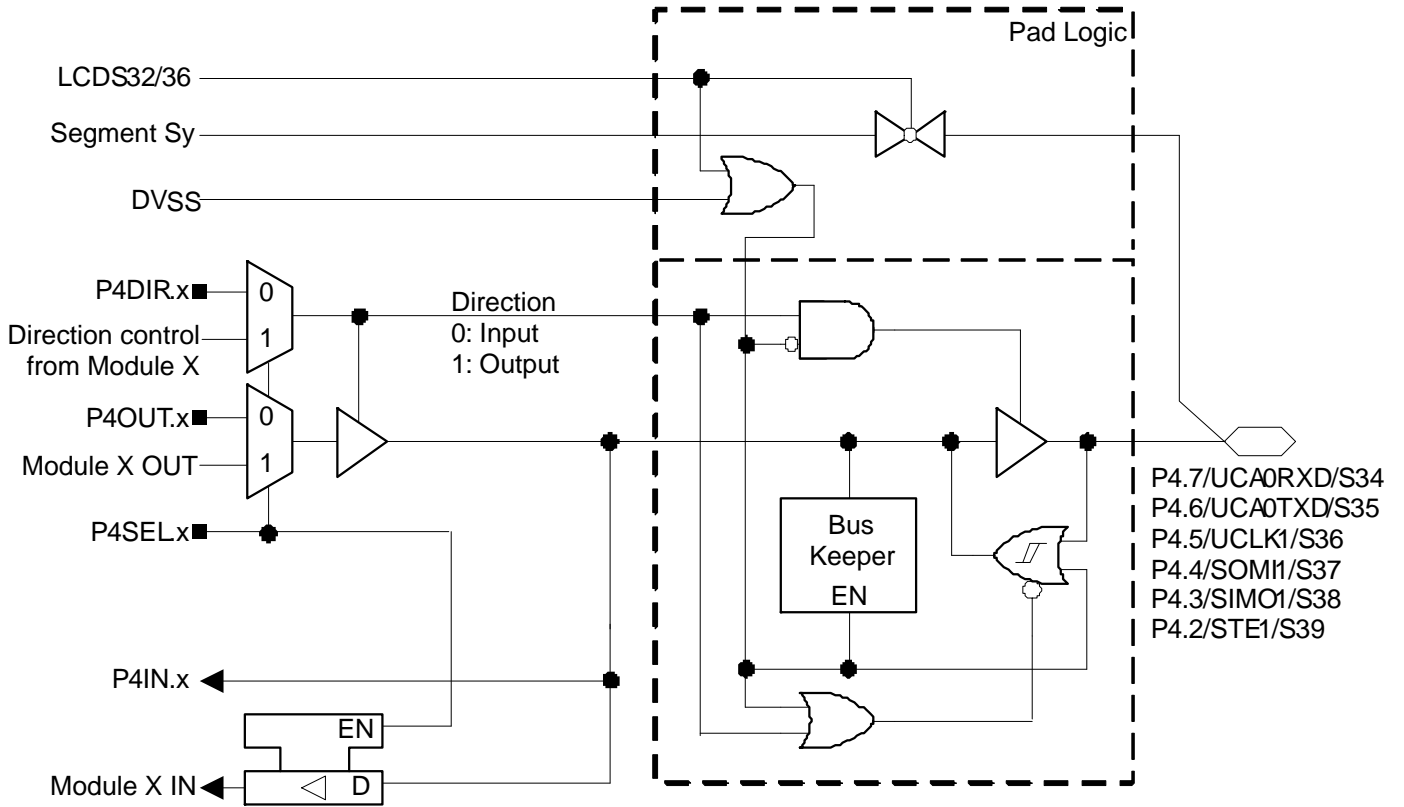 Pad Logic
LCDS32/36
Segment Sy
DVSS
P4DIR.x
0
Direction control
from Module X
1
Direction
0: Input
1: Output
P4OUT.x
0
Module X OUT
1
P4SEL.x
Bus
Keeper
EN
P4.7/UCA0RXD/S34
P4.6/UCA0TXD/S35
P4.5/UCLK1/S36
P4.4/SOMI1/S37
P4.3/SIMO1/S38
P4.2/STE1/S39
P4IN.x
EN
Module X IN
D